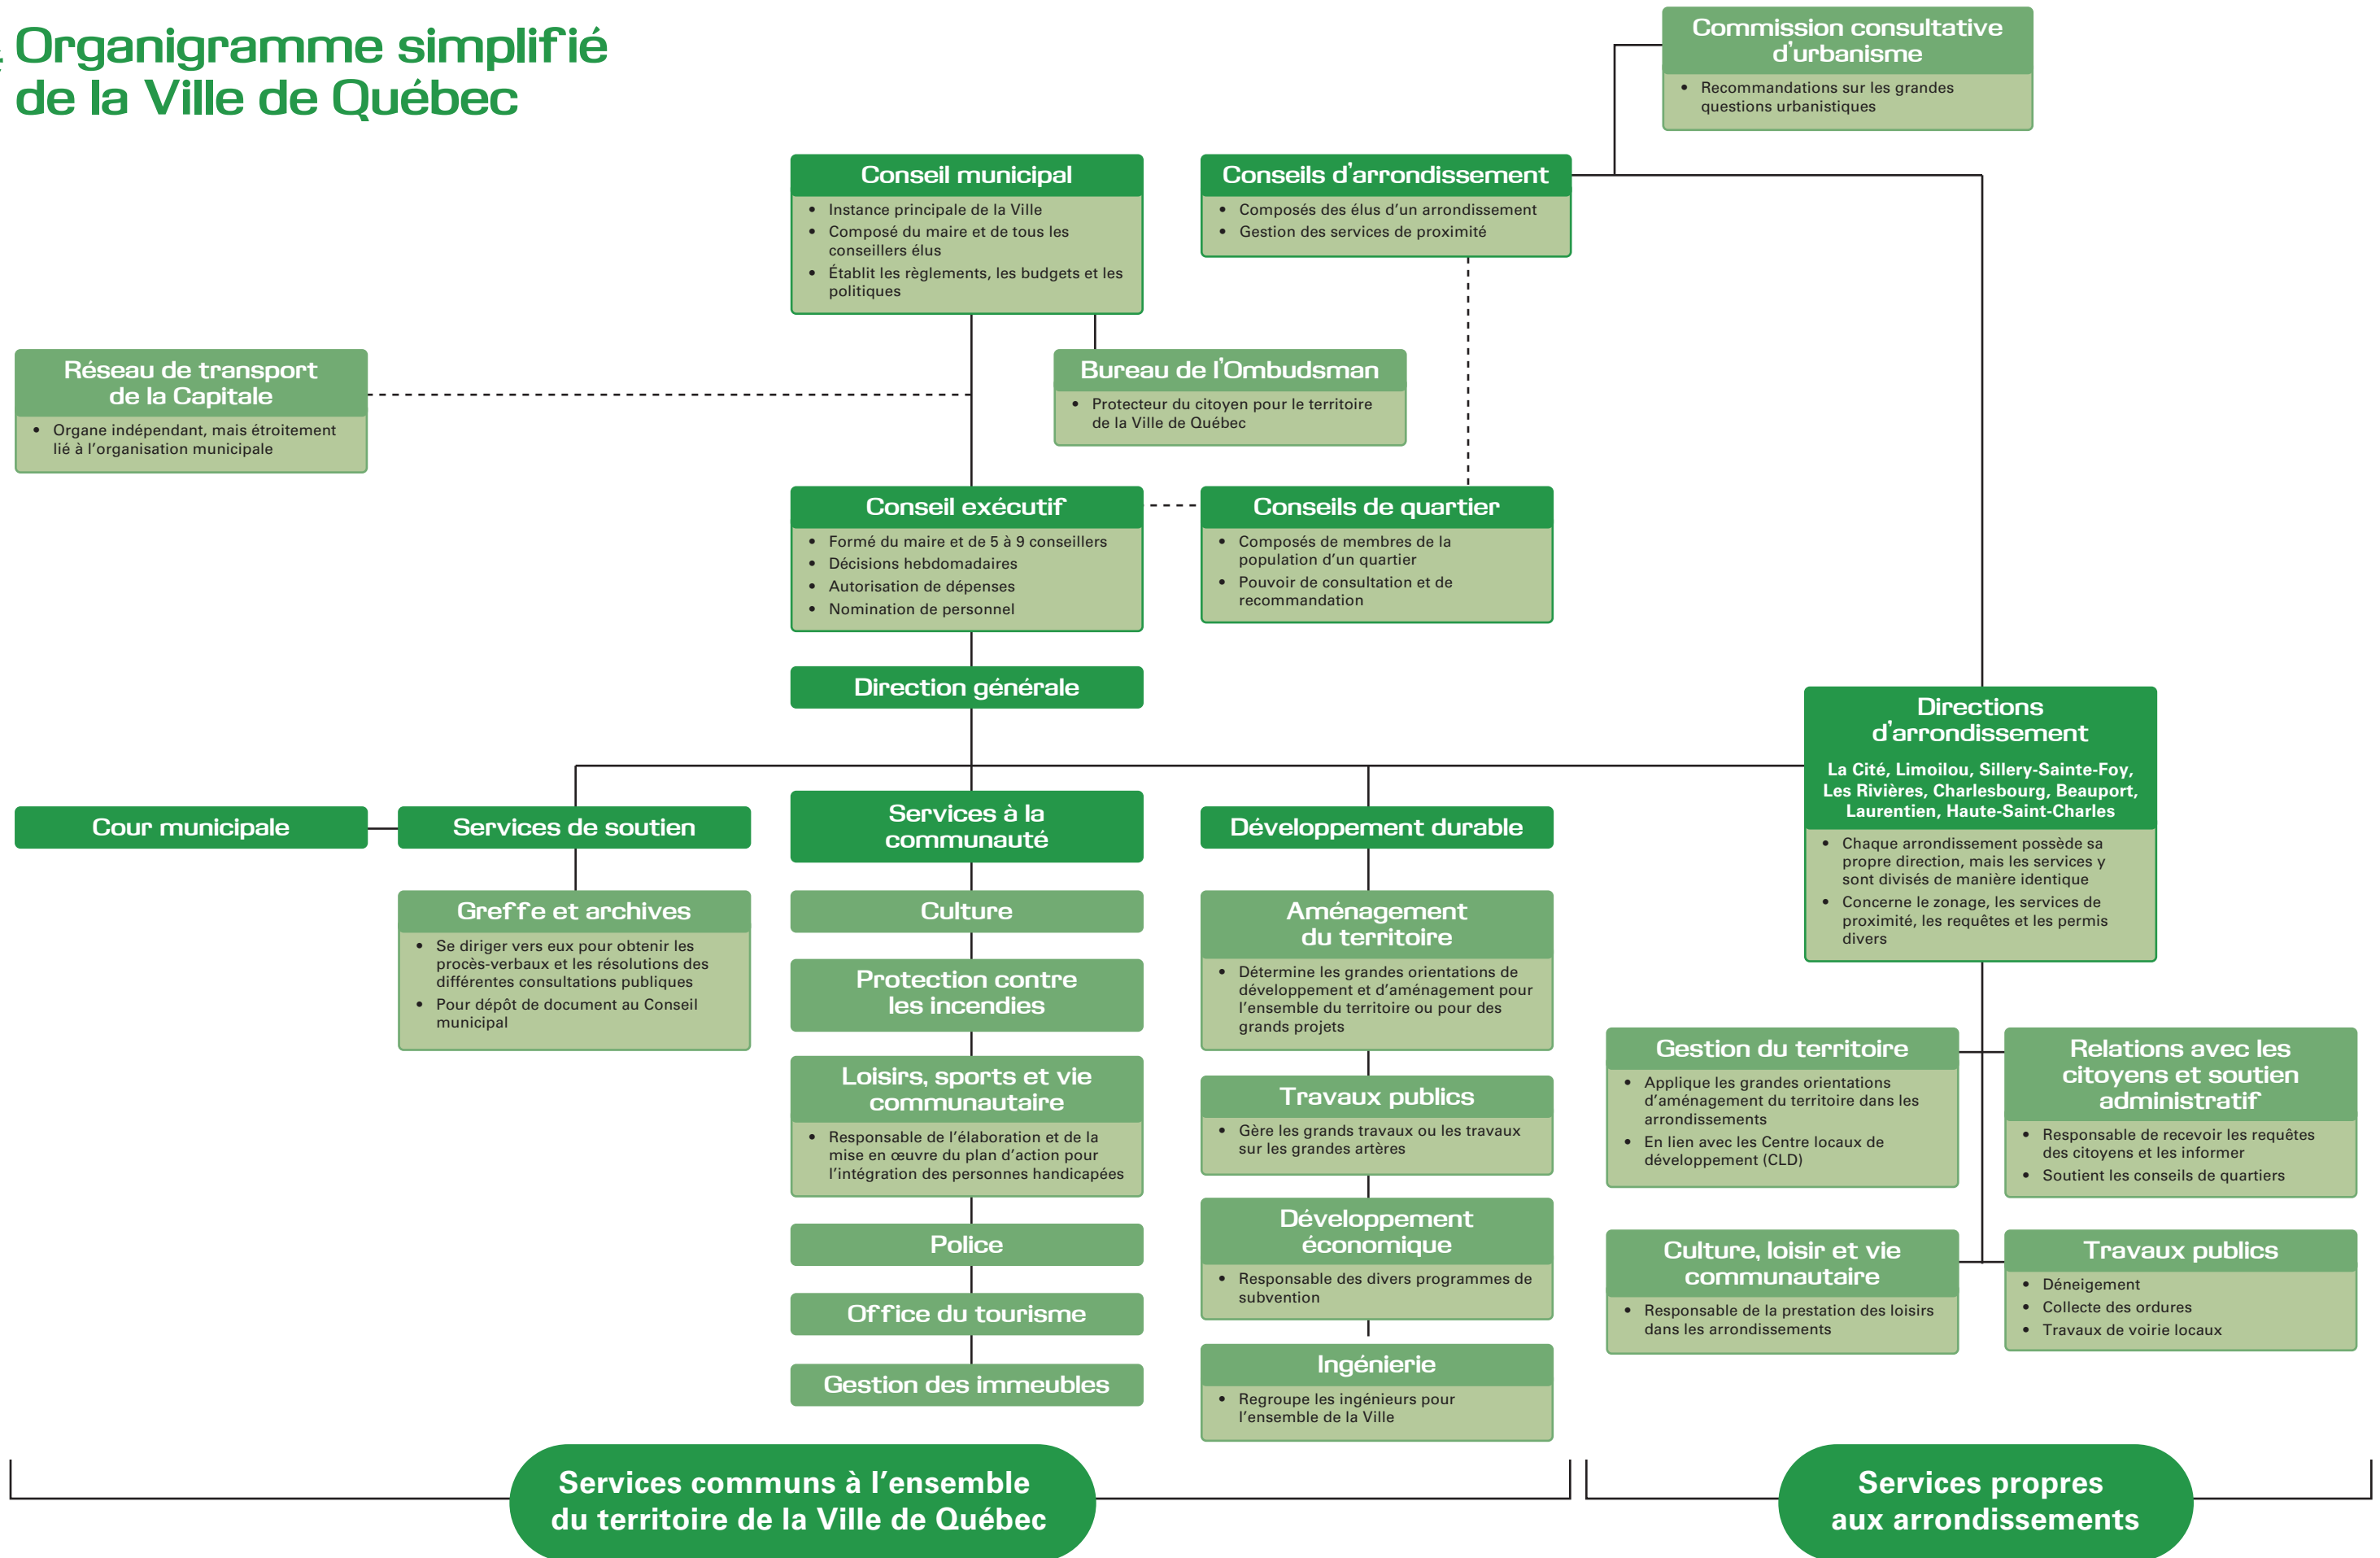 Organigramme simplifié
de la Ville de Québec
Commission consultative
d'urbanisme
• Recommandations sur les grandes
questions urbanistiques
Conseil municipal
• Instance principale de la Ville
• Composé du maire et de tous les
conseillers élus
• Établit les règlements, les budgets et les
politiques
Conseils d'arrondissement
• Composés des élus d'un arrondissement
• Gestion des services de proximité
Réseau de transport
de la Capitale
• Organe indépendant, mais étroitement
lié à l'organisation municipale
Bureau de l'Ombudsman
• Protecteur du citoyen pour le territoire
de la Ville de Québec
Conseil exécutif
• Formé du maire et de 5 à 9 conseillers
• Décisions hebdomadaires
• Autorisation de dépenses
• Nomination de personnel
Conseils de quartier
• Composés de membres de la
population d'un quartier
• Pouvoir de consultation et de
recommandation
Direction générale
Directions
d'arrondissement
La Cité, Limoilou, Sillery-Sainte-Foy,
Les Rivières, Charlesbourg, Beauport,
Laurentien, Haute-Saint-Charles
• Chaque arrondissement possède sa
propre direction, mais les services y
sont divisés de manière identique
• Concerne le zonage, les services de
proximité, les requêtes et les permis
divers
Cour municipale
Services de soutien
Greffe et archives
• Se diriger vers eux pour obtenir les
procès-verbaux et les résolutions des
différentes consultations publiques
• Pour dépôt de document au Conseil
municipal
Services à la
communauté
Culture
Protection contre
les incendies
Loisirs, sports et vie
communautaire
• Responsable de l'élaboration et de la
mise en œuvre du plan d'action pour
l'intégration des personnes handicapées
Police
Office du tourisme
Gestion des immeubles
Développement durable
Aménagement
du territoire
• Détermine les grandes orientations de
développement et d'aménagement pour
l'ensemble du territoire ou pour des
grands projets
Travaux publics
• Gère les grands travaux ou les travaux
sur les grandes artères
Développement
économique
• Responsable des divers programmes de
subvention
Ingénierie
• Regroupe les ingénieurs pour
l'ensemble de la Ville
Gestion du territoire
• Applique les grandes orientations
d'aménagement du territoire dans les
arrondissements
• En lien avec les Centre locaux de
développement (CLD)
Relations avec les
citoyens et soutien
administratif
• Responsable de recevoir les requêtes
des citoyens et les informer
• Soutient les conseils de quartiers
Culture, loisir et vie
communautaire
• Responsable de la prestation des loisirs
dans les arrondissements
Travaux publics
• Déneigement
• Collecte des ordures
• Travaux de voirie locaux
Services communs à l'ensemble
du territoire de la Ville de Québec
Services propres
aux arrondissements